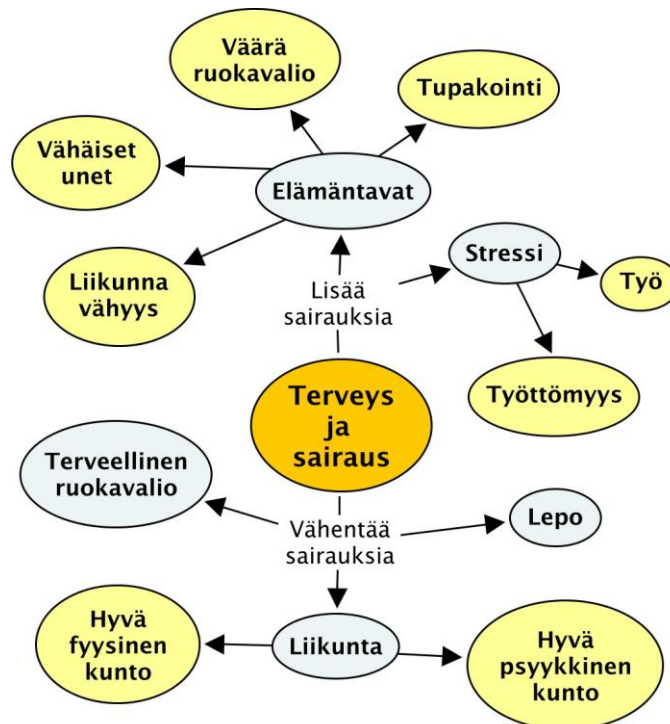 Väärä
ruokavalio
Tupakointi
Vähäiset
unet
Elämäntavat
Stressi
Työ
Liikunna
vähyys
Lisää
sairauksia
Terveys
ja
sairaus
Työttömyys
Terveellinen
ruokavalio
Vähentää
sairauksia
Lepo
Hyvä
fyysinen
kunto
Liikunta
Hyvä
psyykkinen
kunto